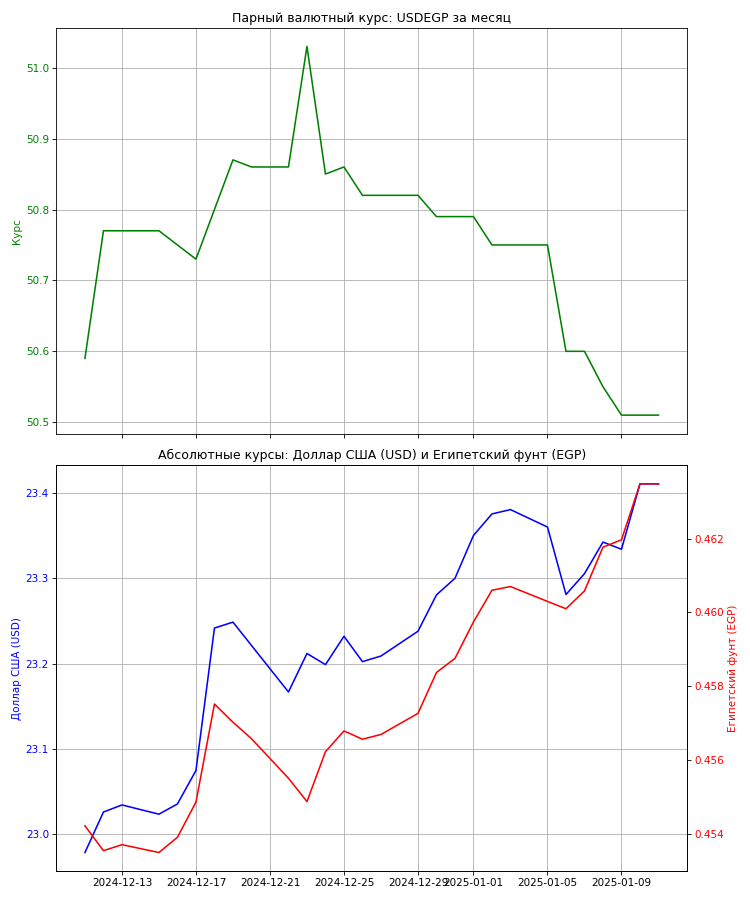 Парный валютный курс: USDEGP за месяц
51.0
50.9
50.8
50.7
50.6
50.5
Курс
Абсолютные курсы: Доллар США (USD) и Египетский фунт (EGP)
23.4
23.3
23.2
23.1
23.0
Доллар США (USD)
0.462
0.460
0.458
0.456
0.454
Египетский фунт (EGP)
2024-12-13 2024-12-17 2024-12-21 2024-12-25 2024-12-29 2025-01-01 2025-01-05 2025-01-09